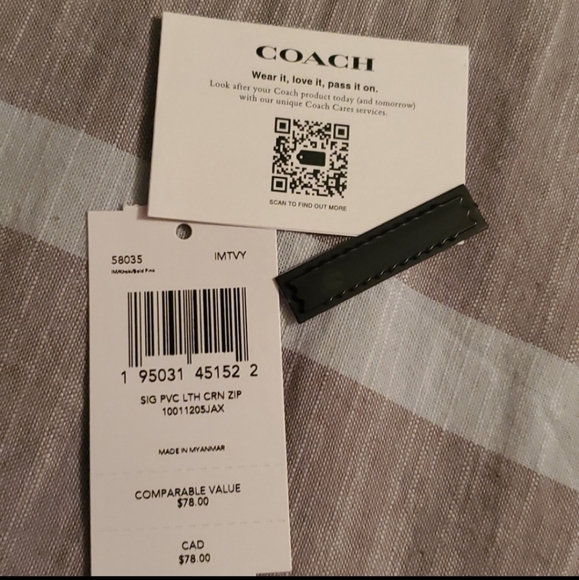 COACH
Wear it, love it, pass it on.
Look after your Coach product today (and tomorrow)
with our unique Coach Cares services.
SCAN TO FIND OUT MORE
58035 IMTVY
1 95031 45152 2
SIG PVC LTH CRN ZIP
10011205JAX
MADE IN MYANMAR
COMPARABLE VALUE
$78.00
CAD
$78.00